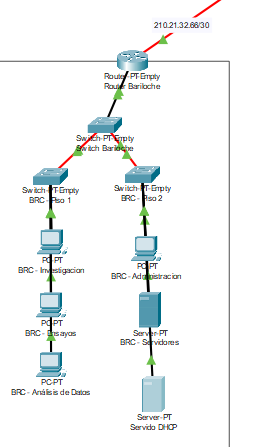 210.21.32.66/30
Router-PT-Empty
Router Bariloche
Switch-PT-Empty
Switch Bariloche
Switch-PT-Empty
BRC - Piso 1
Switch-PT-Empty
BRC - Piso 2
PC-PT
BRC - Investigacion
PC-PT
BRC - Administracion
PC-PT
BRC - Ensayos
Server-PT
BRC - Servidores
PC-PT
BRC - Análisis de Datos
Server-PT
Servido DHCP